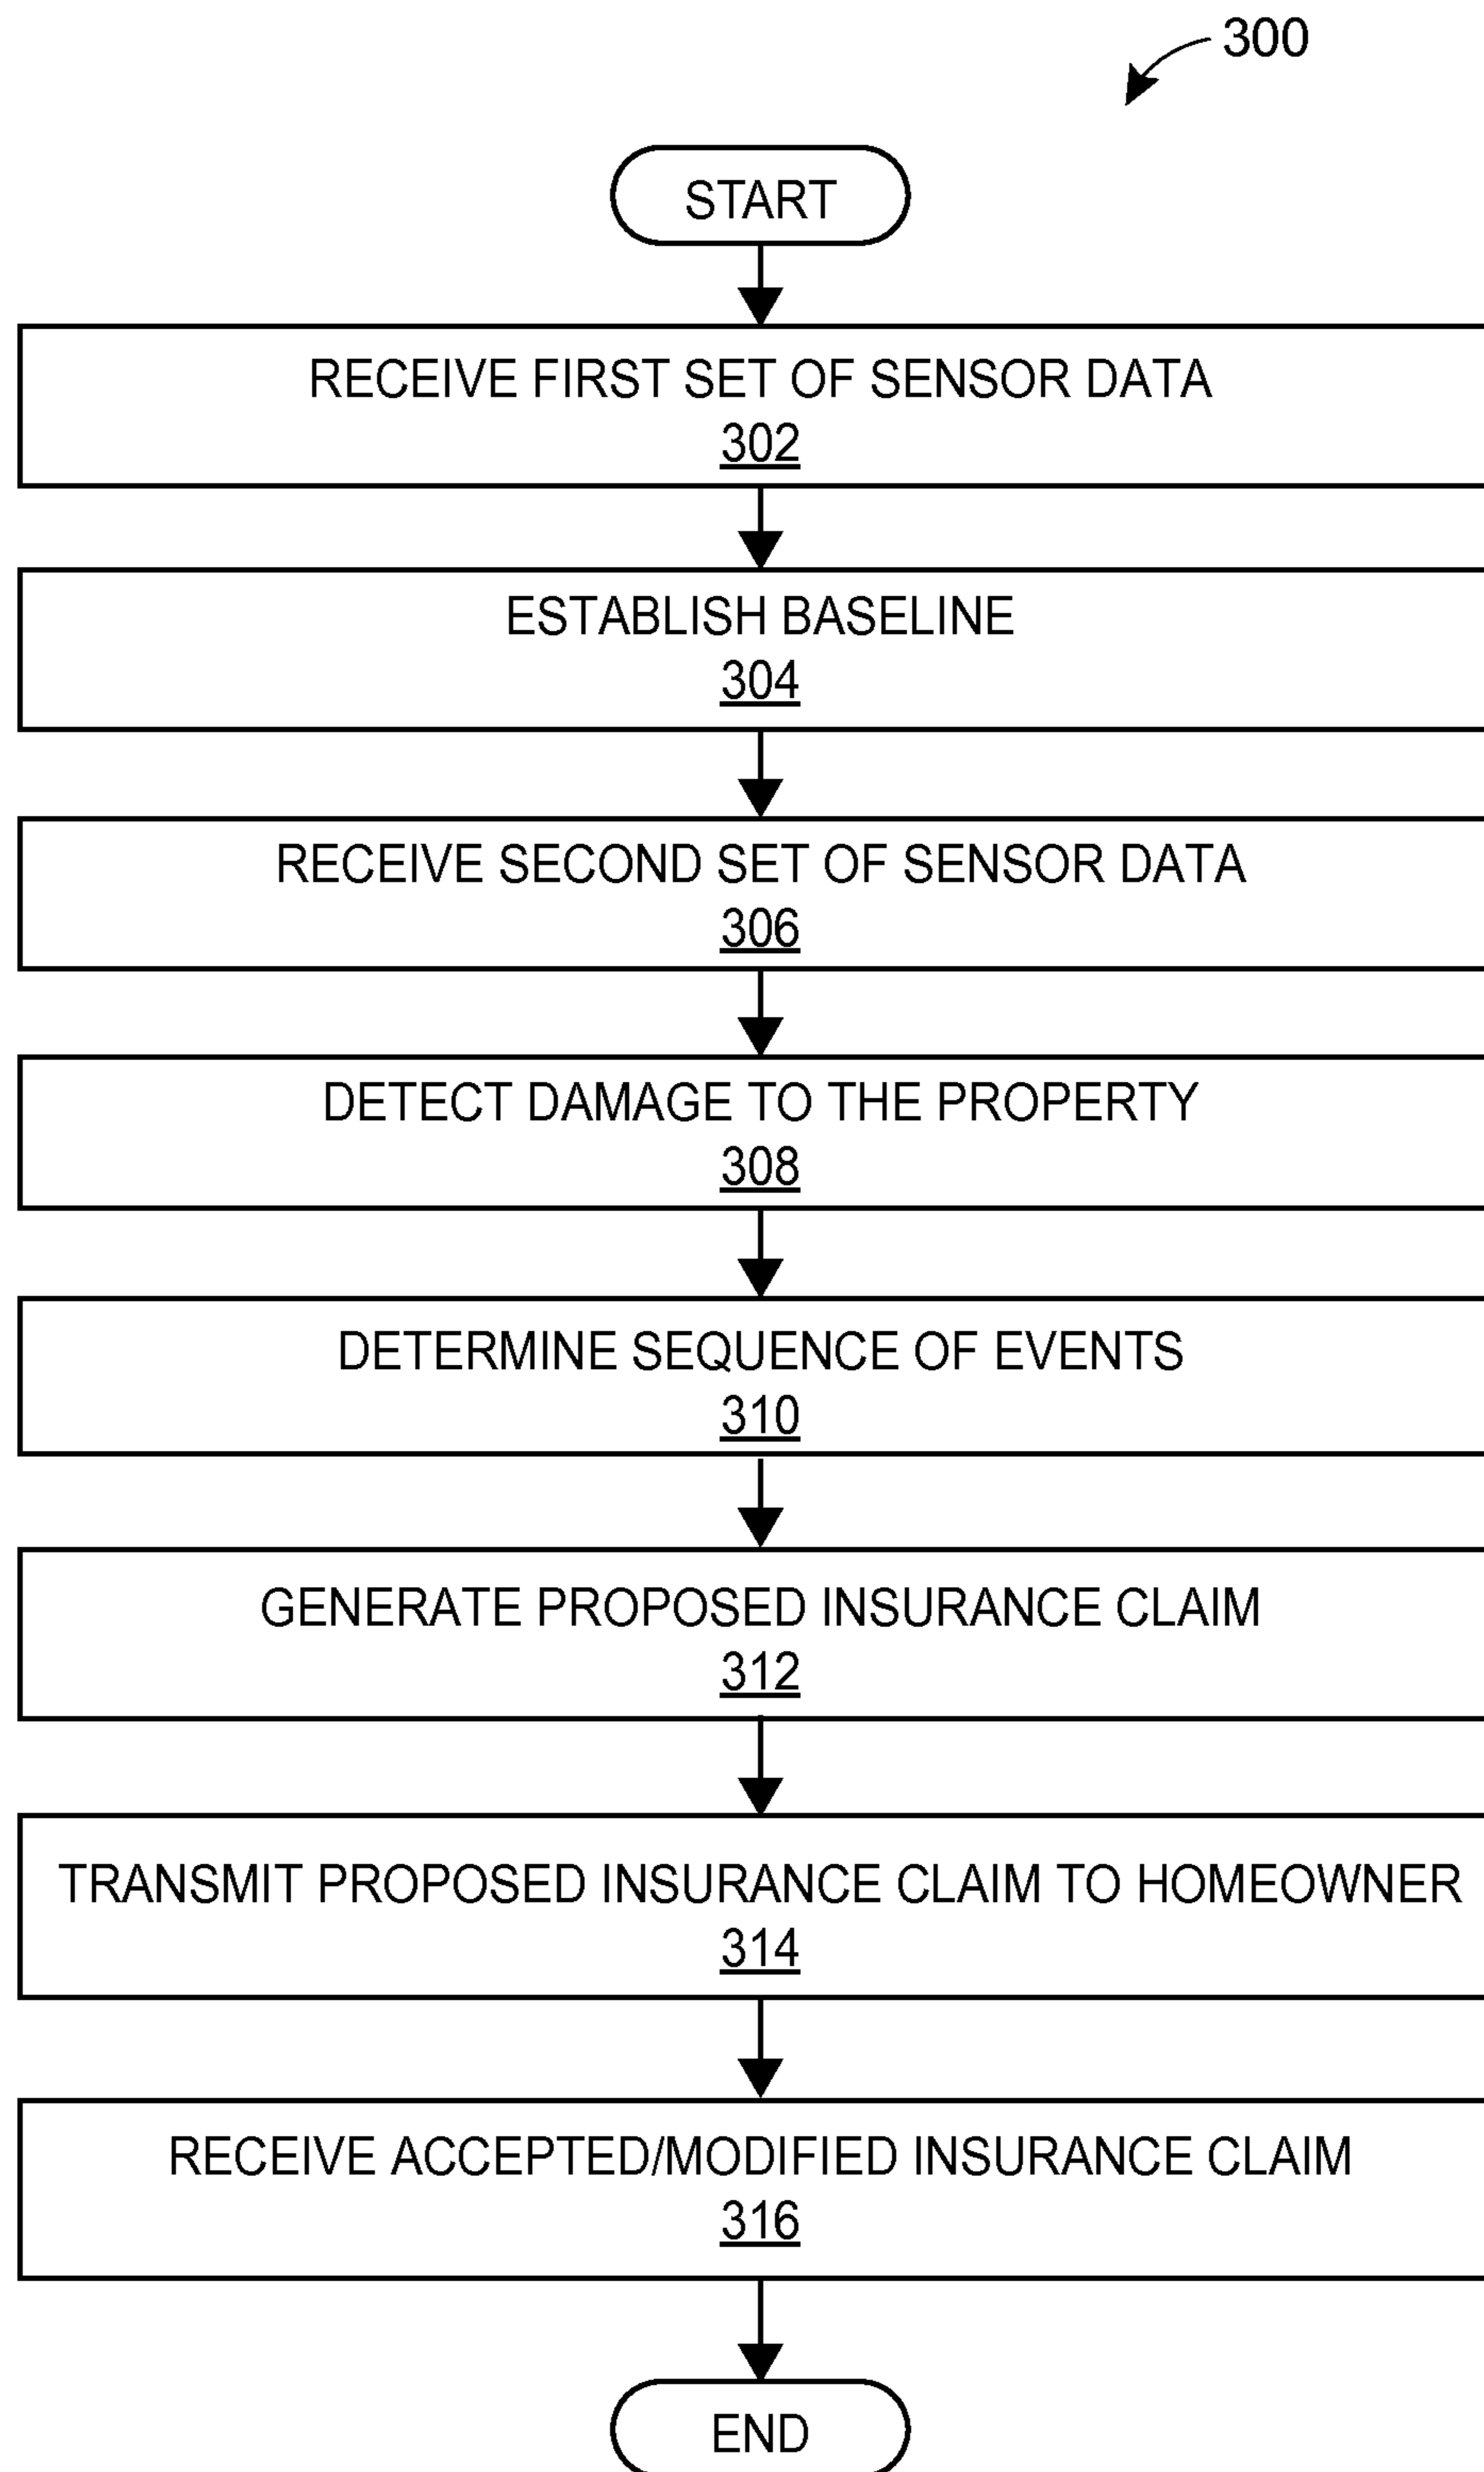 300
START
RECEIVE FIRST SET OF SENSOR DATA
302
ESTABLISH BASELINE
304
RECEIVE SECOND SET OF SENSOR DATA
306
DETECT DAMAGE TO THE PROPERTY
308
DETERMINE SEQUENCE OF EVENTS
310
GENERATE PROPOSED INSURANCE CLAIM
312
TRANSMIT PROPOSED INSURANCE CLAIM TO HOMEOWNER
314
RECEIVE ACCEPTED/MODIFIED INSURANCE CLAIM
316
END